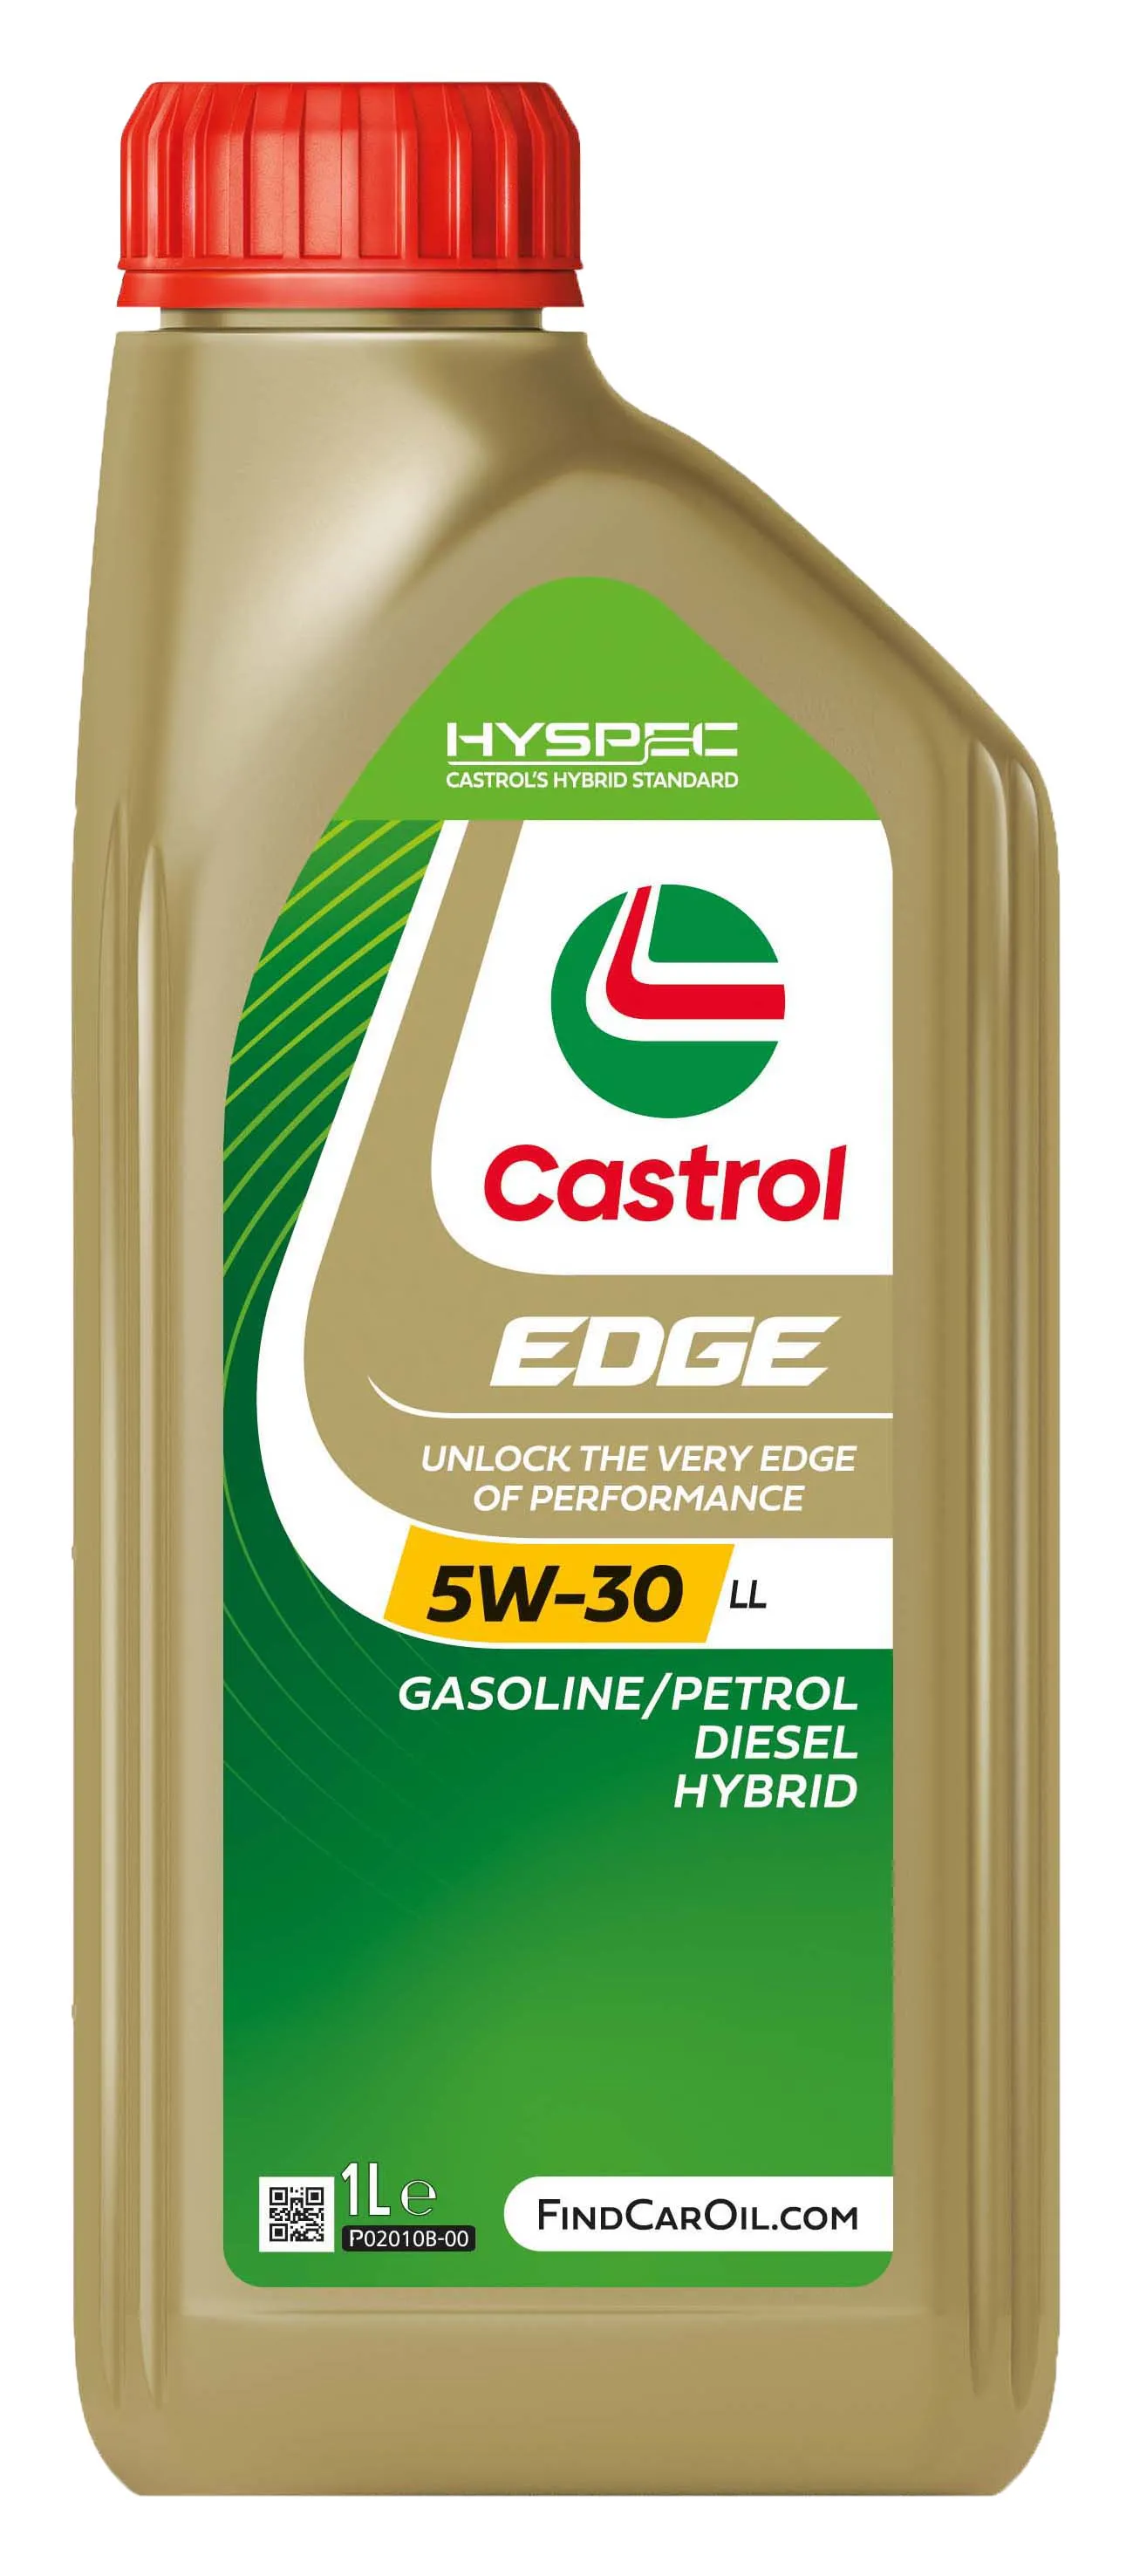 HYSPEC
CASTROL'S HYBRID STANDARD
Castrol
EDGE
UNLOCK THE VERY EDGE
OF PERFORMANCE
5W-30 LL
GASOLINE/PETROL
DIESEL
HYBRID
1L e
P02010B-00
FINDCAROIL.COM